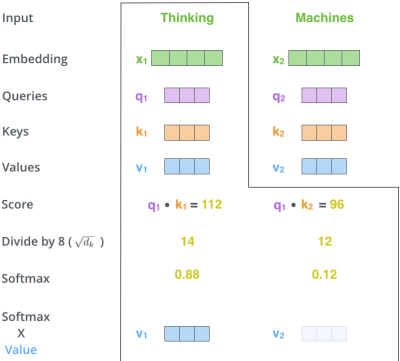 Input Thinking Machines
Embedding x₁ x₂
Queries q₁ q₂
Keys k₁ k₂
Values v₁ v₂
Score q₁ • k₁ = 112 q₁ • k₂ = 96
Divide by 8 ( √dₖ ) 14 12
Softmax 0.88 0.12
Softmax
X v₁ v₂
Value